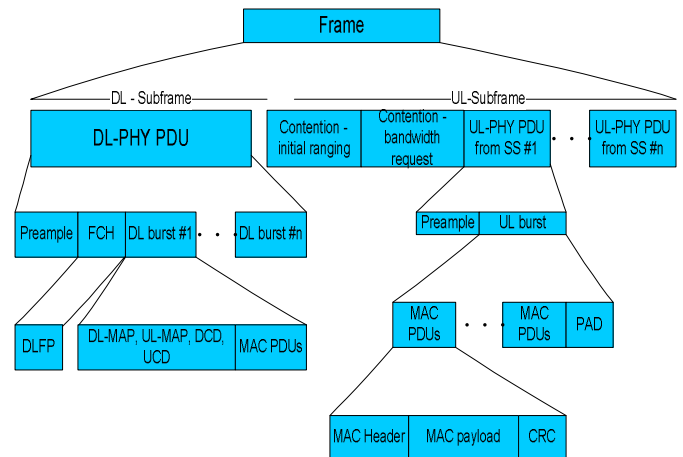 Frame
DL - Subframe
UL-Subframe
DL-PHY PDU
Contention -
initial ranging
Contention -
bandwidth
request
UL-PHY PDU
from SS #1
. . .
UL-PHY PDU
from SS #n
Preample
FCH
DL burst #1
. . .
DL burst #n
Preample
UL burst
DLFP
DL-MAP, UL-MAP, DCD,
UCD
MAC PDUs
MAC
PDUs
. . .
MAC
PDUs
PAD
MAC Header
MAC payload
CRC